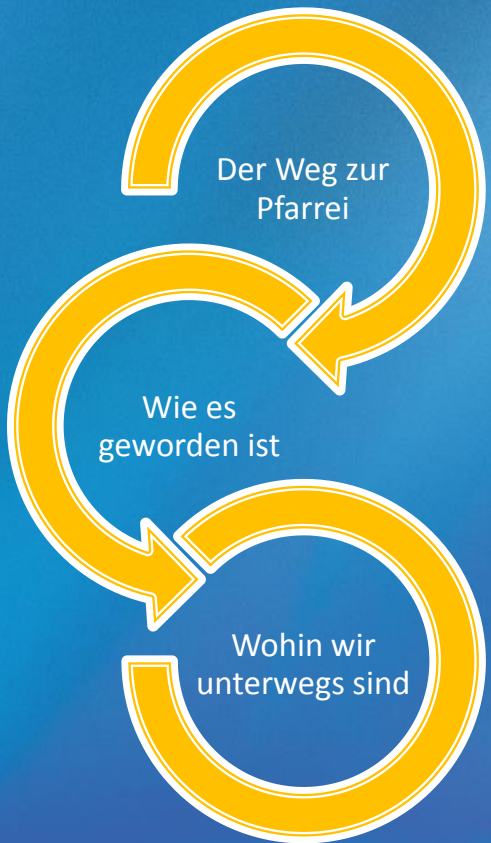 Der Weg zur
Pfarrei
Wie es
geworden ist
Wohin wir
unterwegs sind